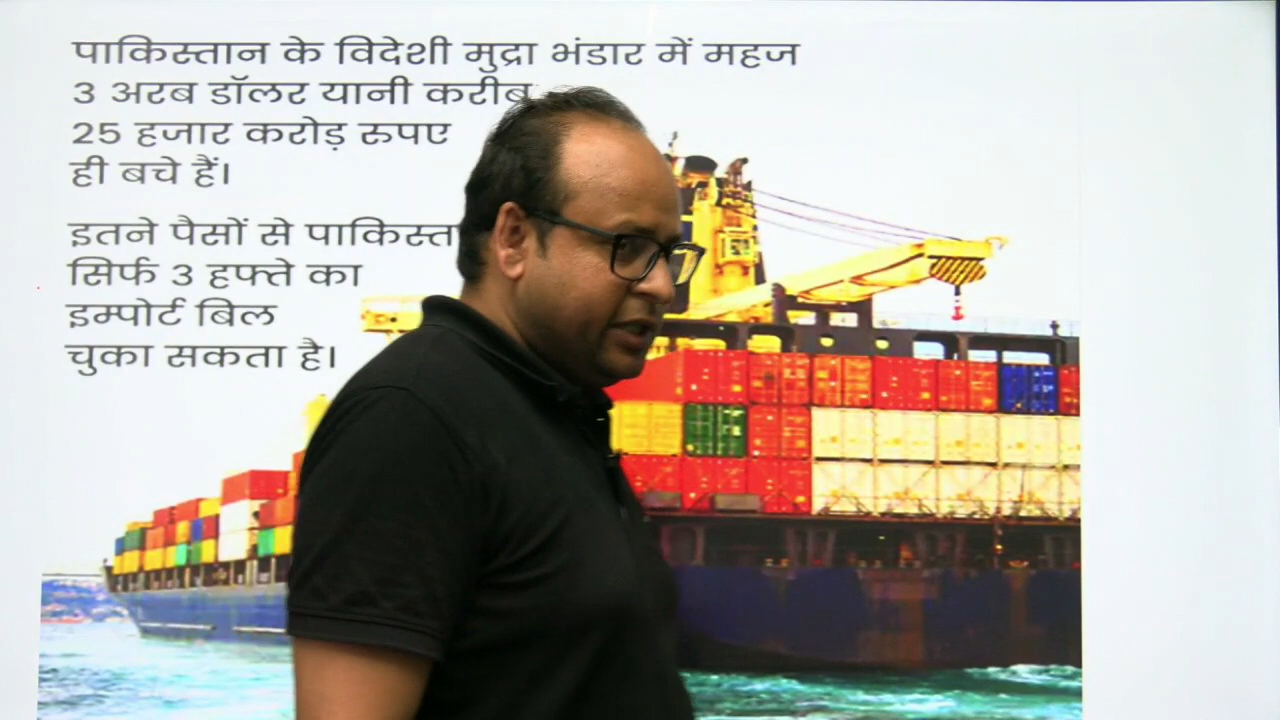 पाकिस्तान के विदेशी मुद्रा भंडार में महज
3 अरब डॉलर यानी करीब
25 हजार करोड़ रुपए
ही बचे हैं।
इतने पैसों से
सिर्फ 3 हफ्ते का
इम्पोर्ट बिल
चुका सकता है।